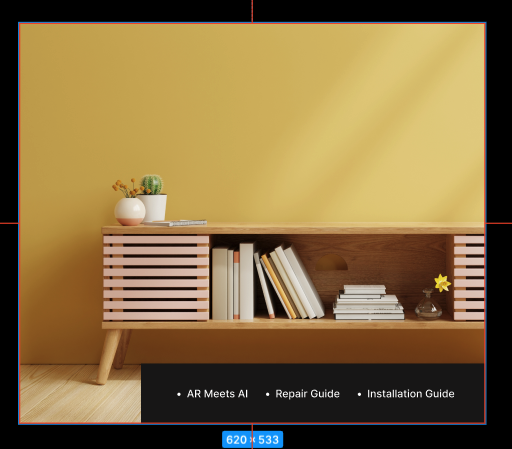 • AR Meets AI • Repair Guide • Installation Guide
620 × 533